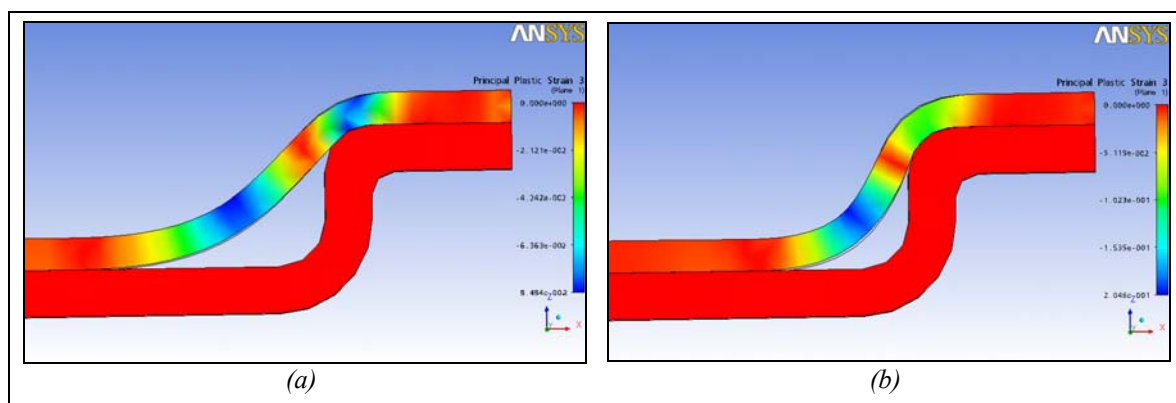 ANSYS
Principal Plastic Strain 3
(Plane 1)
0.000e+000
-2.121e-002
-4.242e-002
-6.363e-002
Z
Y
X
(a)
ANSYS
Principal Plastic Strain 3
(Plane 1)
0.000e+000
-5.115e-002
-1.023e-001
-1.535e-001
Z
Y
X
(b)